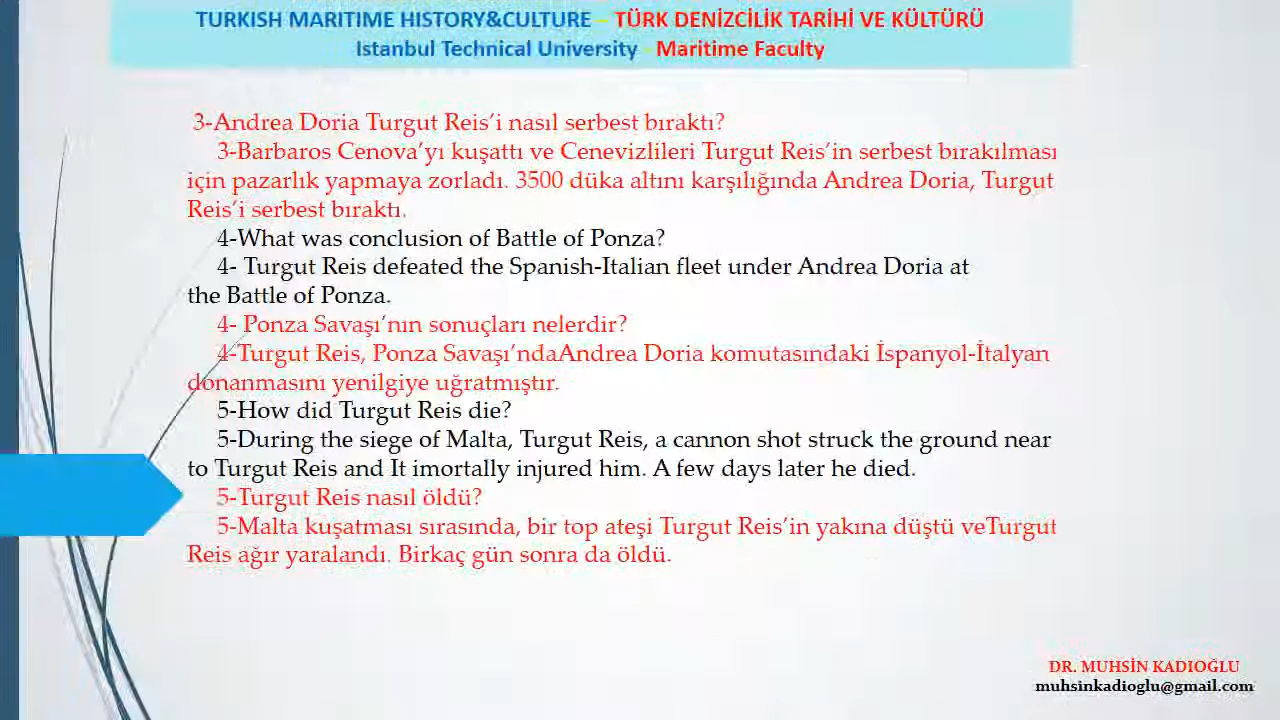 TURKISH MARITIME HISTORY&CULTURE – TÜRK DENİZCİLİK TARİHİ VE KÜLTÜRÜ
Istanbul Technical University - Maritime Faculty
3-Andrea Doria Turgut Reis’i nasıl serbest bıraktı?
3-Barbaros Cenova’yı kuşattı ve Cenevizlileri Turgut Reis’in serbest bırakılması
için pazarlık yapmaya zorladı. 3500 düka altını karşılığında Andrea Doria, Turgut
Reis’i serbest bıraktı.
4-What was conclusion of Battle of Ponza?
4- Turgut Reis defeated the Spanish-Italian fleet under Andrea Doria at
the Battle of Ponza.
4- Ponza Savaşı’nın sonuçları nelerdir?
4-Turgut Reis, Ponza Savaşı’ndaAndrea Doria komutasındaki İspanyol-İtalyan
donanmasını yenilgiye uğratmıştır.
5-How did Turgut Reis die?
5-During the siege of Malta, Turgut Reis, a cannon shot struck the ground near
to Turgut Reis and It imortally injured him. A few days later he died.
5-Turgut Reis nasıl öldü?
5-Malta kuşatması sırasında, bir top ateşi Turgut Reis’in yakına düştü veTurgut
Reis ağır yaralandı. Birkaç gün sonra da öldü.
DR. MUHSİN KADIOĞLU
muhsinkadioglu@gmail.com